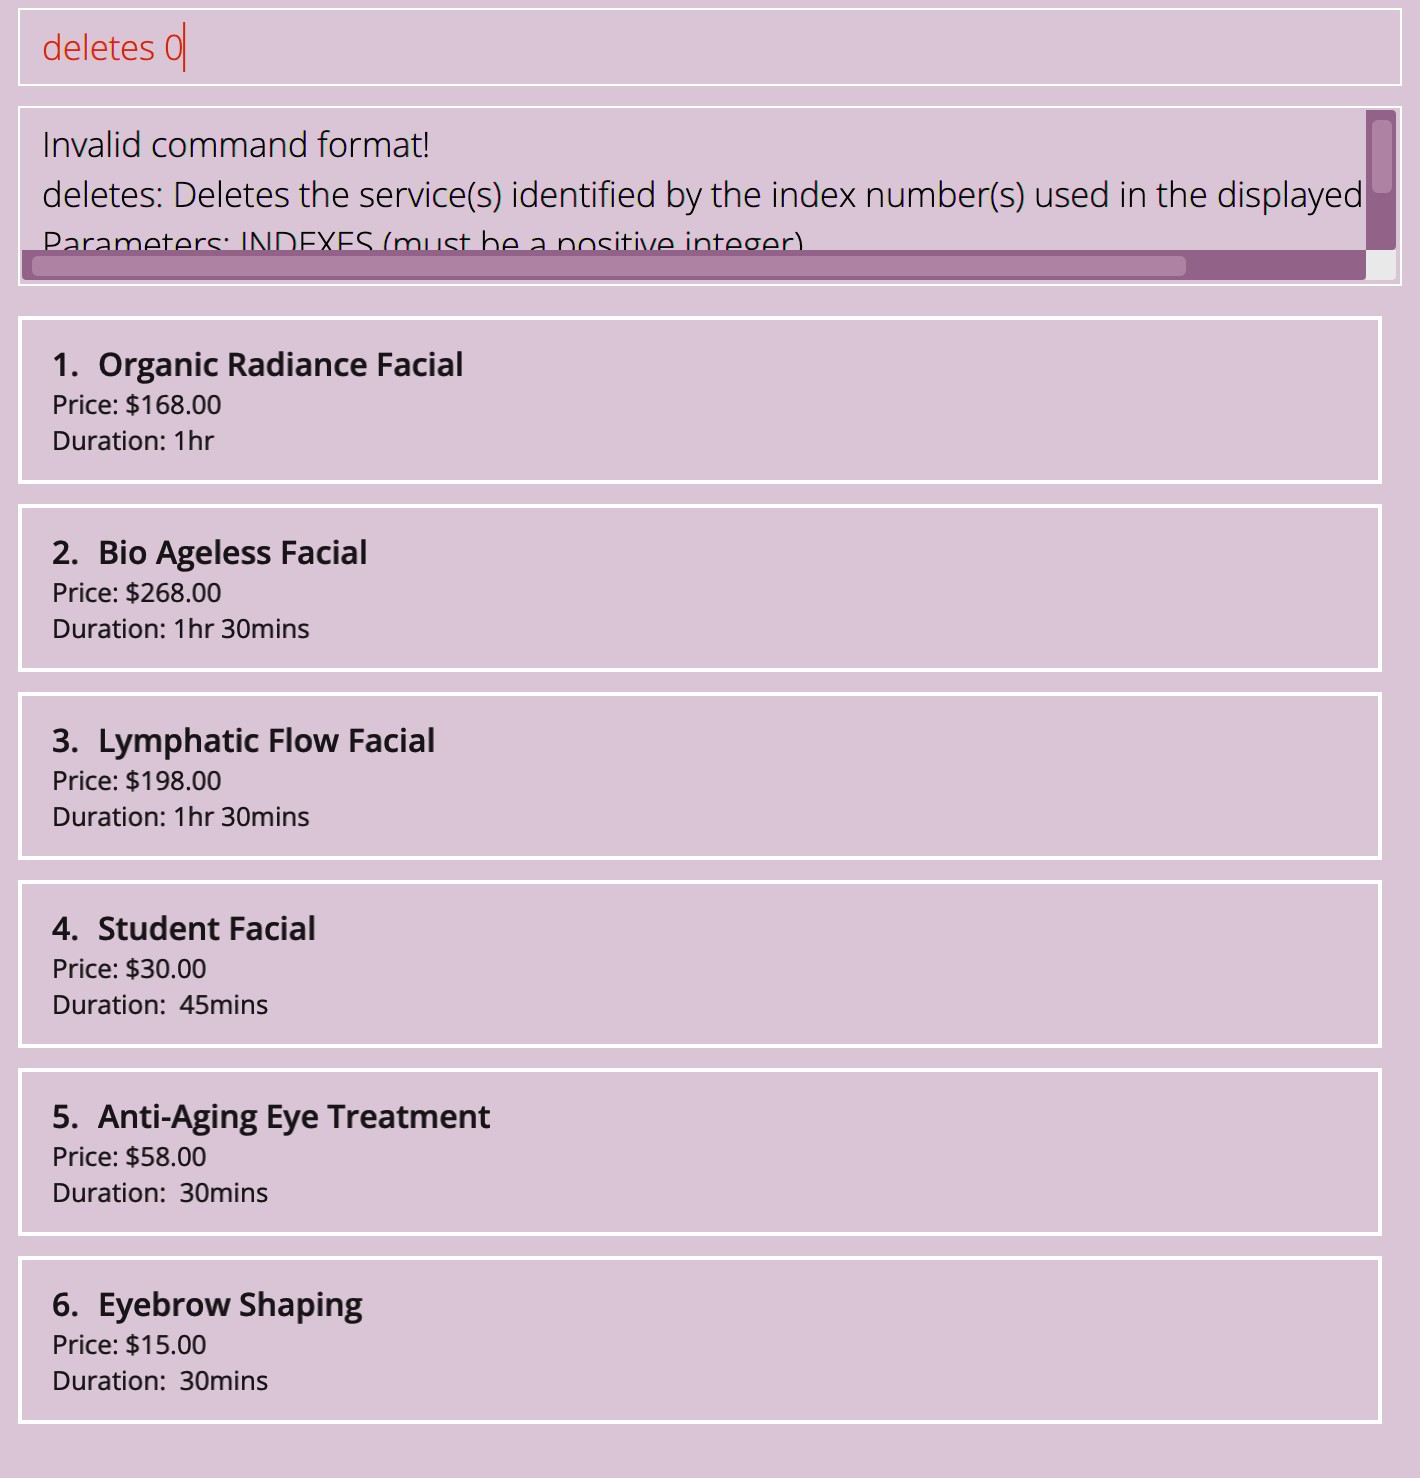 deletes 0
Invalid command format!
deletes: Deletes the service(s) identified by the index number(s) used in the displayed
Parameters: INDEXES (must be a positive integer)
1. Organic Radiance Facial
Price: $168.00
Duration: 1hr
2. Bio Ageless Facial
Price: $268.00
Duration: 1hr 30mins
3. Lymphatic Flow Facial
Price: $198.00
Duration: 1hr 30mins
4. Student Facial
Price: $30.00
Duration:  45mins
5. Anti-Aging Eye Treatment
Price: $58.00
Duration:  30mins
6. Eyebrow Shaping
Price: $15.00
Duration:  30mins